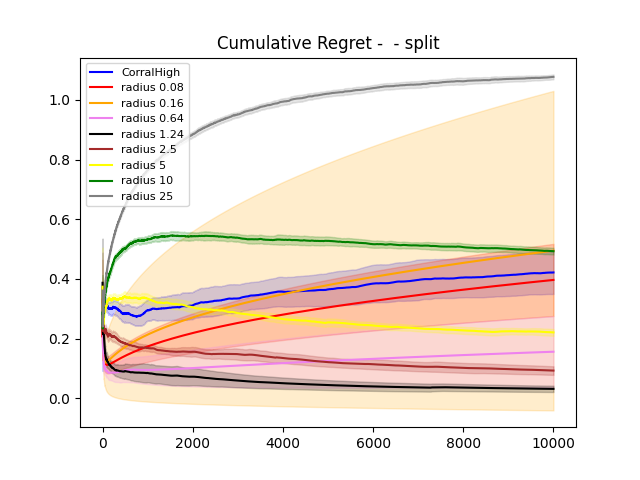 Cumulative Regret -  - split
CorralHigh
radius 0.08
radius 0.16
radius 0.64
radius 1.24
radius 2.5
radius 5
radius 10
radius 25
1.0
0.8
0.6
0.4
0.2
0.0
0
2000
4000
6000
8000
10000